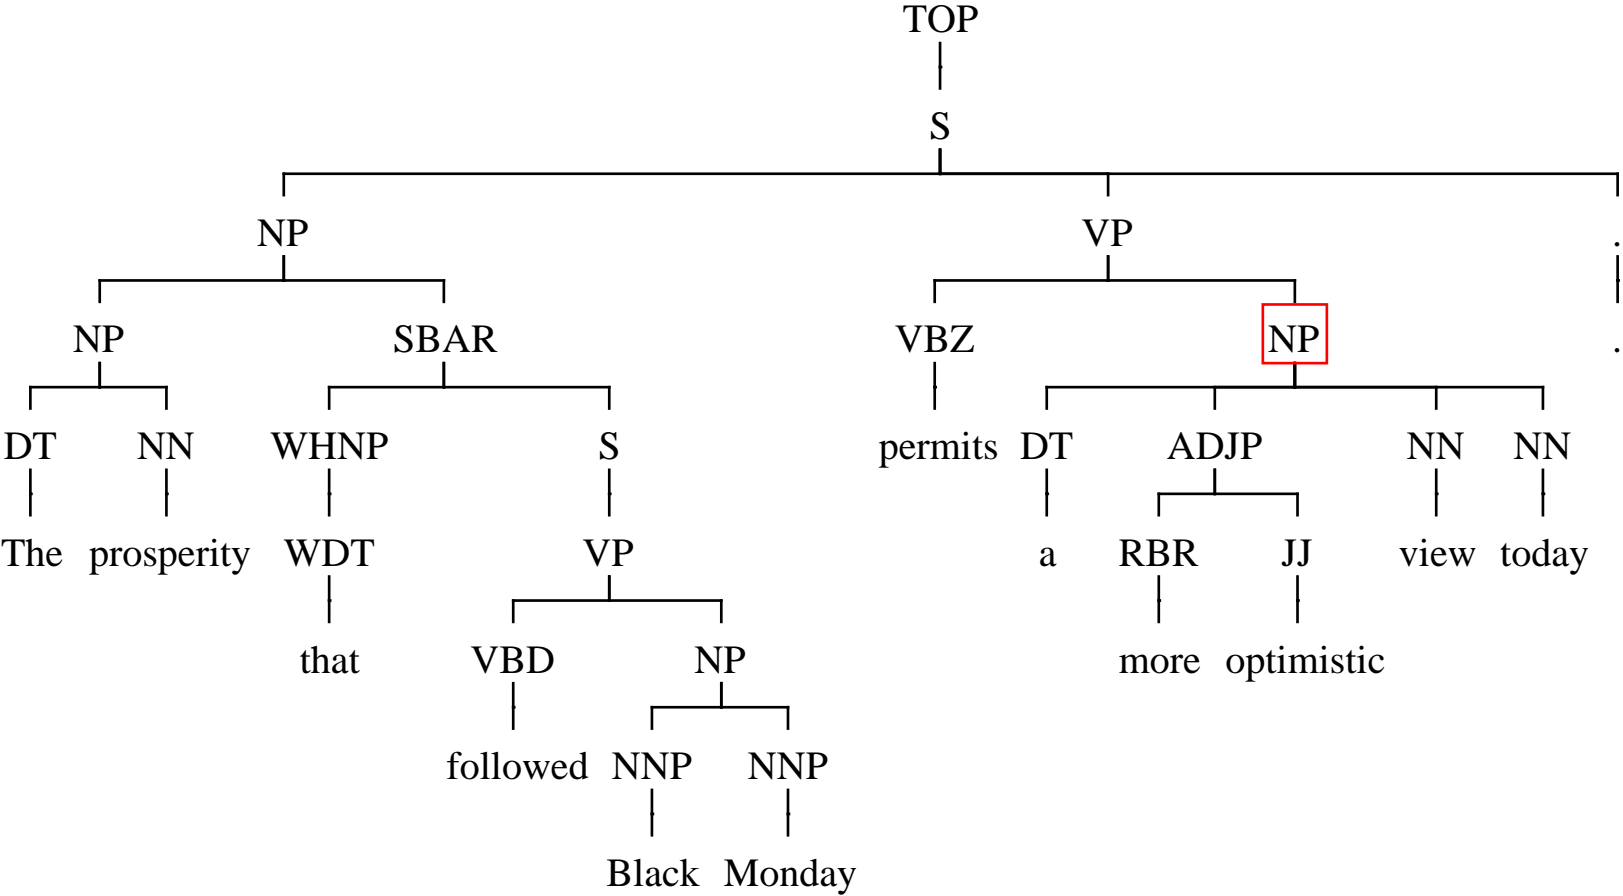 TOP
S
NP VP .
NP SBAR VBZ NP .
DT NN WHNP S permits DT ADJP NN NN
The prosperity WDT VP a RBR JJ view today
that VBD NP more optimistic
followed NNP NNP
Black Monday